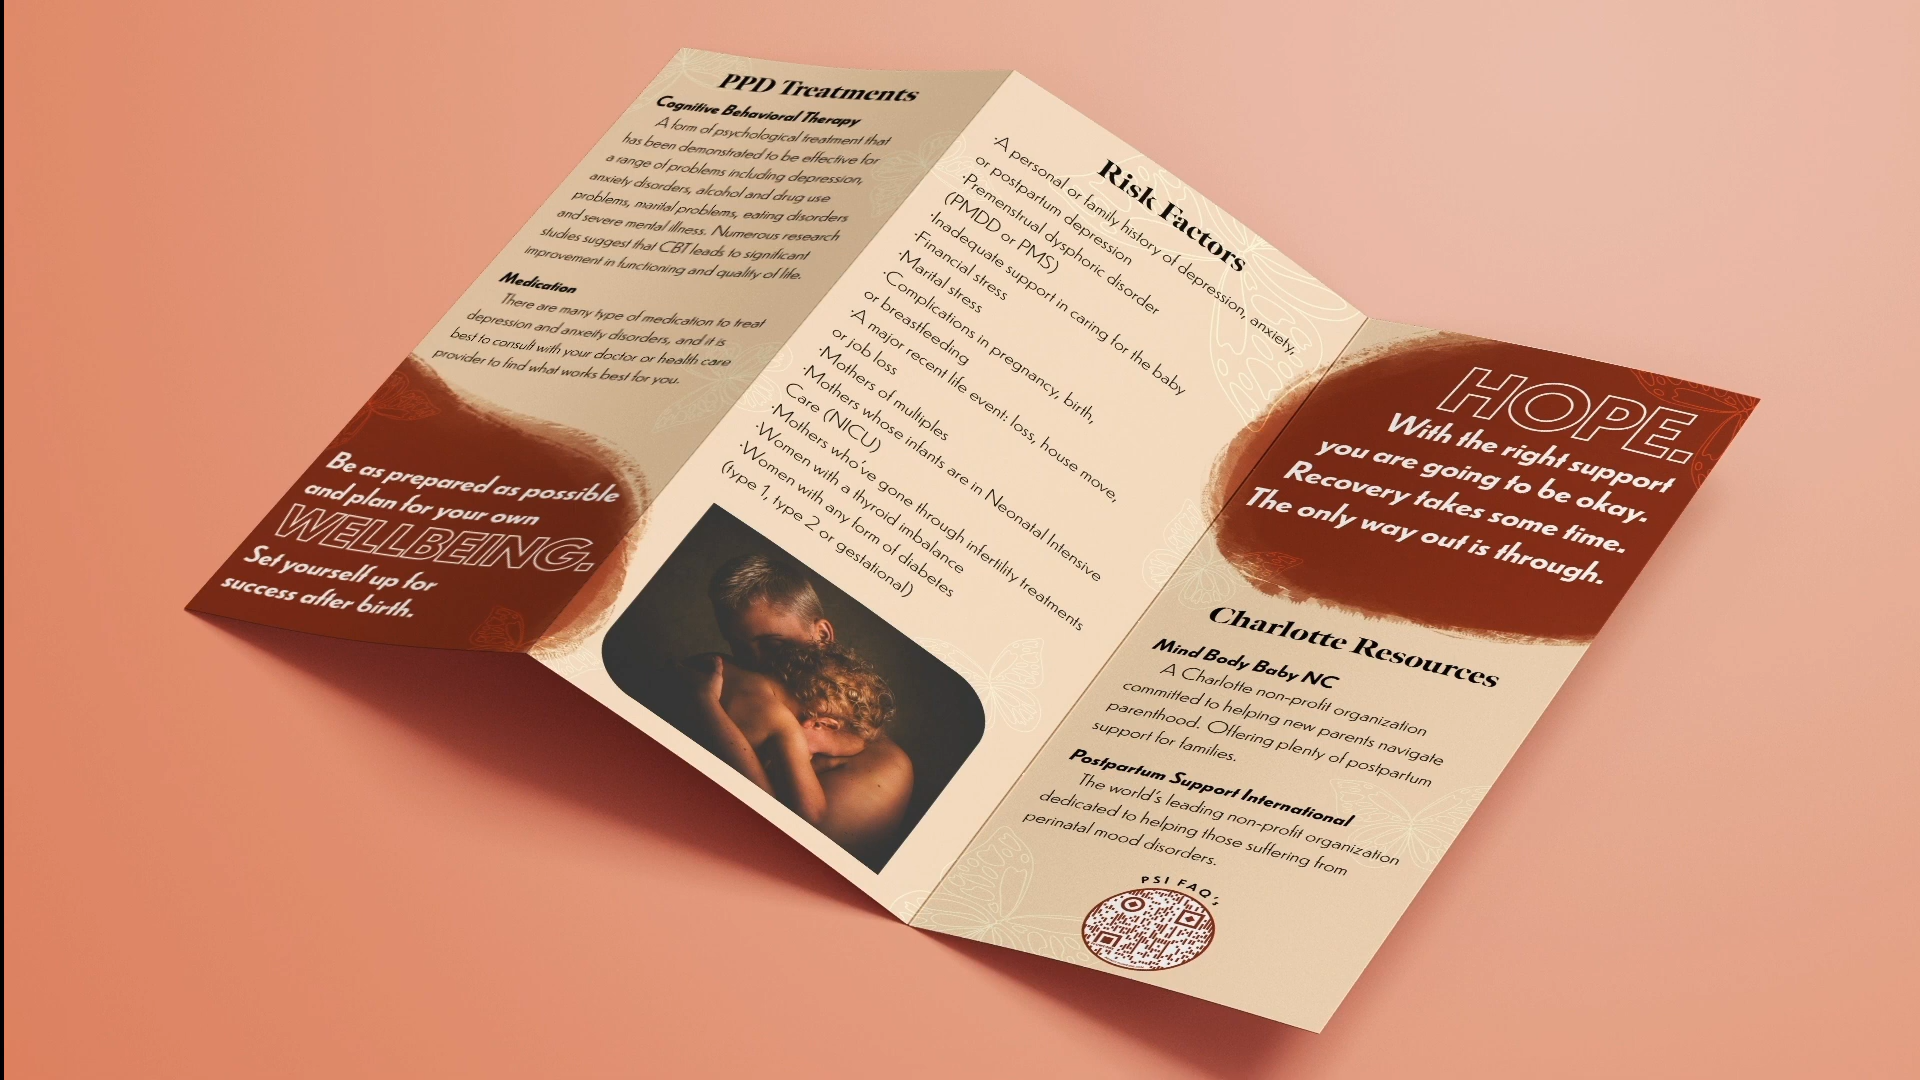 PPD Treatments
Cognitive Behavioral Therapy
A form of psychological treatment that
has been demonstrated to be effective for
a range of problems including depression,
anxiety disorders, alcohol and drug use
problems, marital problems, eating disorders
and severe mental illness. Numerous research
studies suggest that CBT leads to significant
improvement in functioning and quality of life.
Medication
There are many type of medication to treat
depression and anxeity disorders, and it is
best to consult with your doctor or health care
provider to find what works best for you.
Be as prepared as possible
and plan for your own
WELLBEING.
Set yourself up for
success after birth.
Risk Factors
·A personal or family history of depression, anxiety,
or postpartum depression
·Premenstrual dysphoric disorder
(PMDD or PMS)
·Inadequate support in caring for the baby
·Financial stress
·Marital stress
·Complications in pregnancy, birth,
or breastfeeding
·A major recent life event: loss, house move,
or job loss
·Mothers of multiples
·Mothers whose infants are in Neonatal Intensive
Care (NICU)
·Mothers who've gone through infertility treatments
·Women with a thyroid imbalance
·Women with any form of diabetes
(type 1, type 2, or gestational)
HOPE.
With the right support
you are going to be okay.
Recovery takes some time.
The only way out is through.
Charlotte Resources
Mind Body Baby NC
A Charlotte non-profit organization
committed to helping new parents navigate
parenthood. Offering plenty of postpartum
support for families.
Postpartum Support International
The world's leading non-profit organization
dedicated to helping those suffering from
perinatal mood disorders.
PSI FAQ's